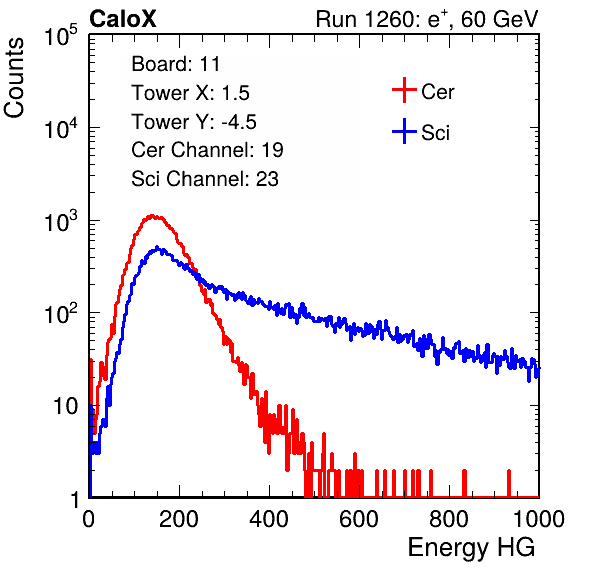 CaloX Run 1260: e⁺, 60 GeV
Counts
Board: 11
Tower X: 1.5
Tower Y: -4.5
Cer Channel: 19
Sci Channel: 23
Cer
Sci
10⁵
10⁴
10³
10²
10
1
0 200 400 600 800 1000
Energy HG